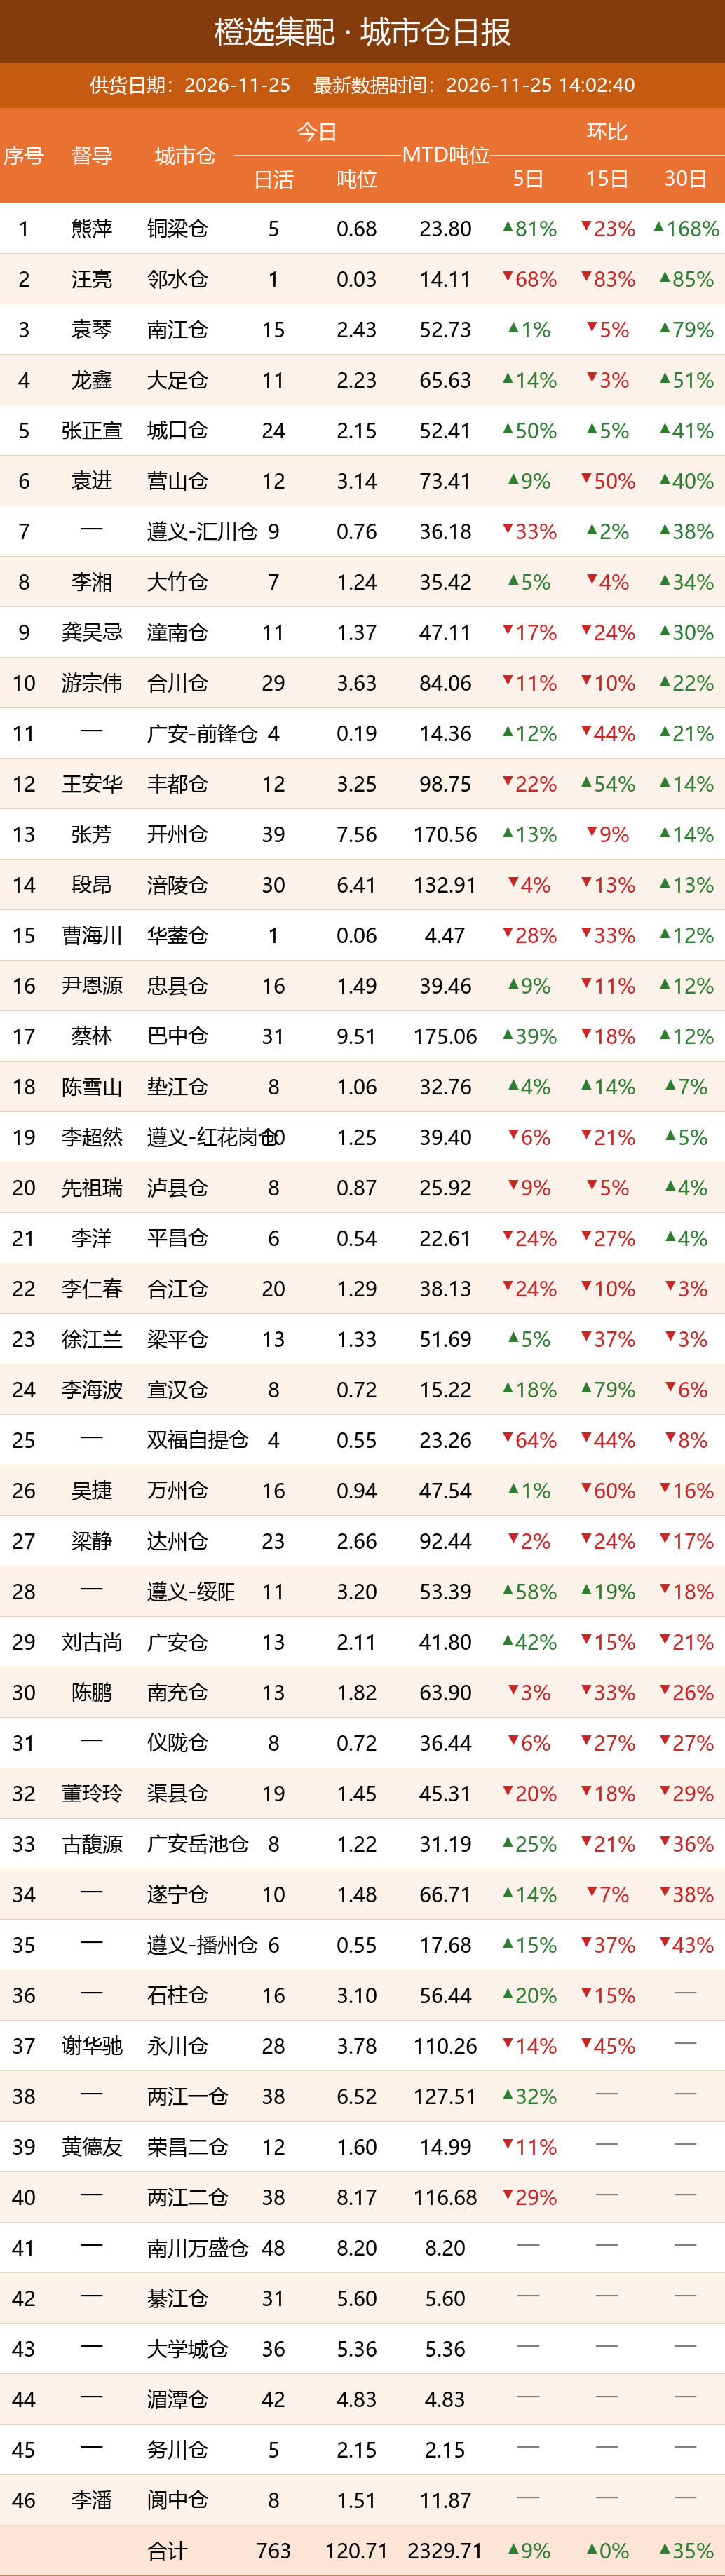 橙选集配 · 城市仓日报
供货日期：2026-11-25 最新数据时间：2026-11-25 14:02:40
序号 督导 城市仓 今日 MTD吨位 环比
日活 吨位 5日 15日 30日
1 熊萍 铜梁仓 5 0.68 23.80 ▲81% ▼23% ▲168%
2 汪亮 邻水仓 1 0.03 14.11 ▼68% ▼83% ▲85%
3 袁琴 南江仓 15 2.43 52.73 ▲1% ▼5% ▲79%
4 龙鑫 大足仓 11 2.23 65.63 ▲14% ▼3% ▲51%
5 张正宣 城口仓 24 2.15 52.41 ▲50% ▲5% ▲41%
6 袁进 营山仓 12 3.14 73.41 ▲9% ▼50% ▲40%
7 — 遵义-汇川仓 9 0.76 36.18 ▼33% ▲2% ▲38%
8 李湘 大竹仓 7 1.24 35.42 ▲5% ▼4% ▲34%
9 龚吴忌 潼南仓 11 1.37 47.11 ▼17% ▼24% ▲30%
10 游宗伟 合川仓 29 3.63 84.06 ▼11% ▼10% ▲22%
11 — 广安-前锋仓 4 0.19 14.36 ▲12% ▼44% ▲21%
12 王安华 丰都仓 12 3.25 98.75 ▼22% ▲54% ▲14%
13 张芳 开州仓 39 7.56 170.56 ▲13% ▼9% ▲14%
14 段昂 涪陵仓 30 6.41 132.91 ▼4% ▼13% ▲13%
15 曹海川 华蓥仓 1 0.06 4.47 ▼28% ▼33% ▲12%
16 尹恩源 忠县仓 16 1.49 39.46 ▲9% ▼11% ▲12%
17 蔡林 巴中仓 31 9.51 175.06 ▲39% ▼18% ▲12%
18 陈雪山 垫江仓 8 1.06 32.76 ▲4% ▲14% ▲7%
19 李超然 遵义-红花岗仓 10 1.25 39.40 ▼6% ▼21% ▲5%
20 先祖瑞 泸县仓 8 0.87 25.92 ▼9% ▼5% ▲4%
21 李洋 平昌仓 6 0.54 22.61 ▼24% ▼27% ▲4%
22 李仁春 合江仓 20 1.29 38.13 ▼24% ▼10% ▼3%
23 徐江兰 梁平仓 13 1.33 51.69 ▲5% ▼37% ▼3%
24 李海波 宣汉仓 8 0.72 15.22 ▲18% ▲79% ▼6%
25 — 双福自提仓 4 0.55 23.26 ▼64% ▼44% ▼8%
26 吴捷 万州仓 16 0.94 47.54 ▲1% ▼60% ▼16%
27 梁静 达州仓 23 2.66 92.44 ▼2% ▼24% ▼17%
28 — 遵义-绥阳 11 3.20 53.39 ▲58% ▲19% ▼18%
29 刘古尚 广安仓 13 2.11 41.80 ▲42% ▼15% ▼21%
30 陈鹏 南充仓 13 1.82 63.90 ▼3% ▼33% ▼26%
31 — 仪陇仓 8 0.72 36.44 ▼6% ▼27% ▼27%
32 董玲玲 渠县仓 19 1.45 45.31 ▼20% ▼18% ▼29%
33 古馥源 广安岳池仓 8 1.22 31.19 ▲25% ▼21% ▼36%
34 — 遂宁仓 10 1.48 66.71 ▲14% ▼7% ▼38%
35 — 遵义-播州仓 6 0.55 17.68 ▲15% ▼37% ▼43%
36 — 石柱仓 16 3.10 56.44 ▲20% ▼15% —
37 谢华驰 永川仓 28 3.78 110.26 ▼14% ▼45% —
38 — 两江一仓 38 6.52 127.51 ▲32% — —
39 黄德友 荣昌二仓 12 1.60 14.99 ▼11% — —
40 — 两江二仓 38 8.17 116.68 ▼29% — —
41 — 南川万盛仓 48 8.20 8.20 — — —
42 — 綦江仓 31 5.60 5.60 — — —
43 — 大学城仓 36 5.36 5.36 — — —
44 — 湄潭仓 42 4.83 4.83 — — —
45 — 务川仓 5 2.15 2.15 — — —
46 李潘 阆中仓 8 1.51 11.87 — — —
合计 763 120.71 2329.71 ▲9% ▲0% ▲35%